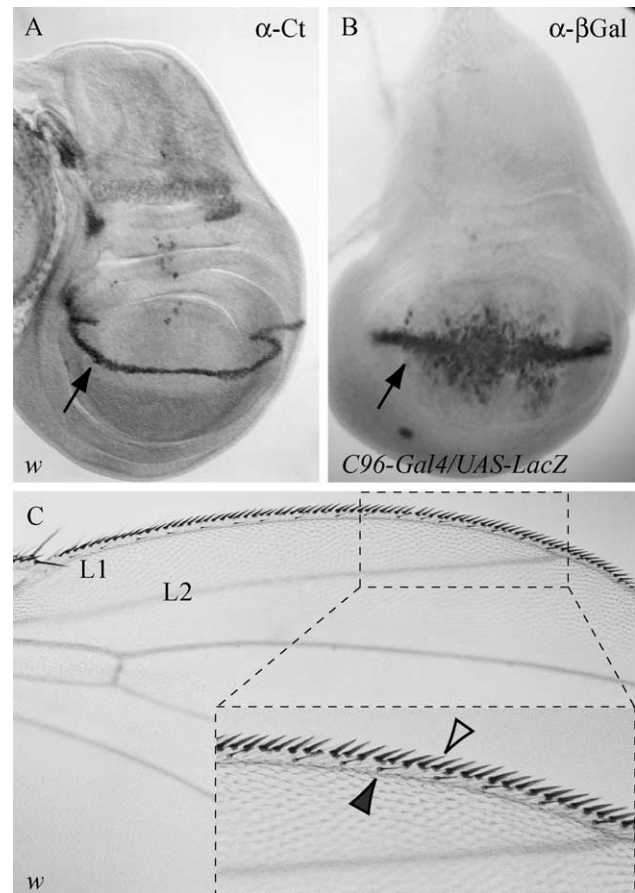 A
α-Ct
w
B
α-βGal
C96-Gal4/UAS-LacZ
C
L1
L2
w